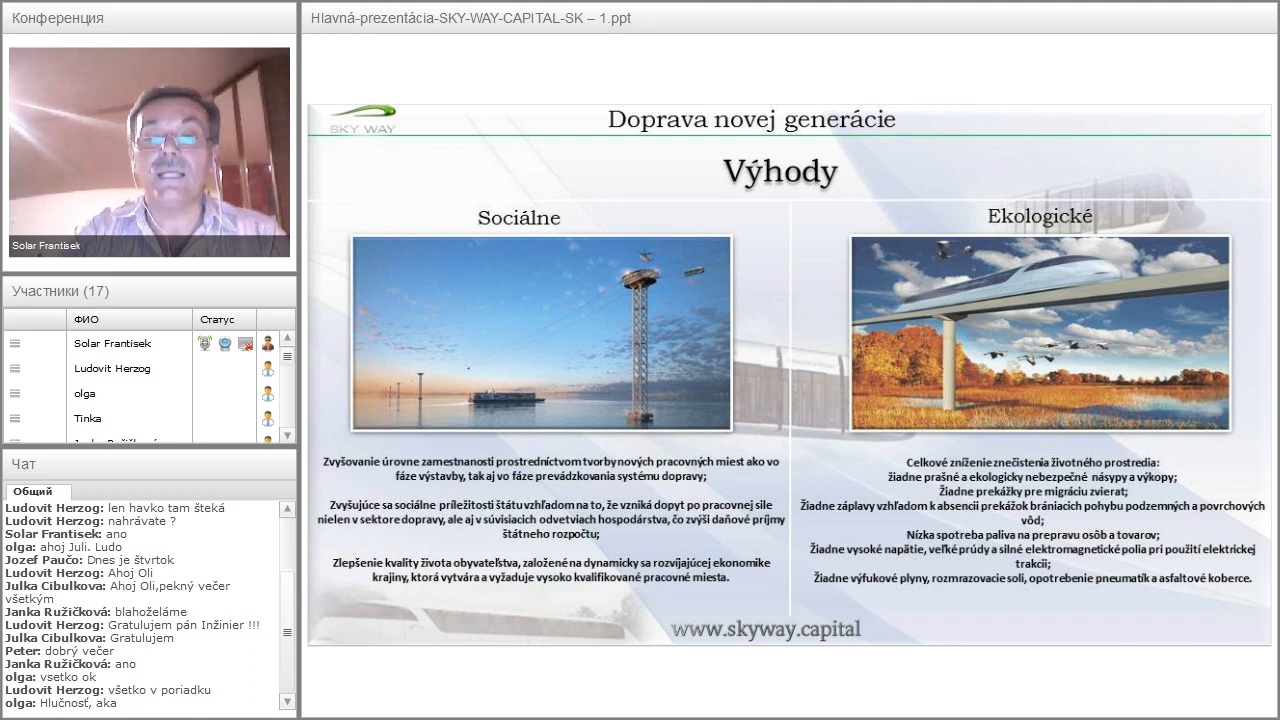 Конференция
Solar Frantisek
Участники (17)
ФИО
Статус
Solar Frantisek
Ludovit Herzog
olga
Tinka
Чат
Общий
Ludovit Herzog: len havko tam šteká
Ludovit Herzog: nahrávate ?
Solar Frantisek: ano
olga: ahoj Juli. Ludo
Jozef Paučo: Dnes je štvrtok
Ludovit Herzog: Ahoj Oli
Julka Cibulkova: Ahoj Oli,pekný večer
všetkým
Janka Ružičková: blahoželáme
Ludovit Herzog: Gratulujem pán Inžinier !!!
Julka Cibulkova: Gratulujem
Peter: dobrý večer
Janka Ružičková: ano
olga: vsetko ok
Ludovit Herzog: všetko v poriadku
olga: Hlučnosť, aka
Hlavná-prezentácia-SKY-WAY-CAPITAL-SK – 1.ppt
SKY WAY
Doprava novej generácie
Výhody
Sociálne
Zvyšovanie úrovne zamestnanosti prostredníctvom tvorby nových pracovných miest ako vo
fáze výstavby, tak aj vo fáze prevádzkovania systému dopravy;
Zvyšujúce sa sociálne príležitosti štátu vzhľadom na to, že vzniká dopyt po pracovnej sile
nielen v sektore dopravy, ale aj v súvisiacich odvetviach hospodárstva, čo zvýši daňové príjmy
štátneho rozpočtu;
Zlepšenie kvality života obyvateľstva, založené na dynamicky sa rozvíjajúcej ekonomike
krajiny, ktorá vytvára a vyžaduje vysoko kvalifikované pracovné miesta.
Ekologické
Celkové zníženie znečistenia životného prostredia:
žiadne prašné a ekologicky nebezpečné násypy a výkopy;
Žiadne prekážky pre migráciu zvierat;
Žiadne záplavy vzhľadom k absencii prekážok brániacich pohybu podzemných a povrchových
vôd;
Nízka spotreba paliva na prepravu osôb a tovarov;
Žiadne vysoké napätie, veľké prúdy a silné elektromagnetické polia pri použití elektrickej
trakcii;
Žiadne výfukové plyny, rozmrazovacie soli, opotrebenie pneumatík a asfaltové koberce.
www.skyway.capital